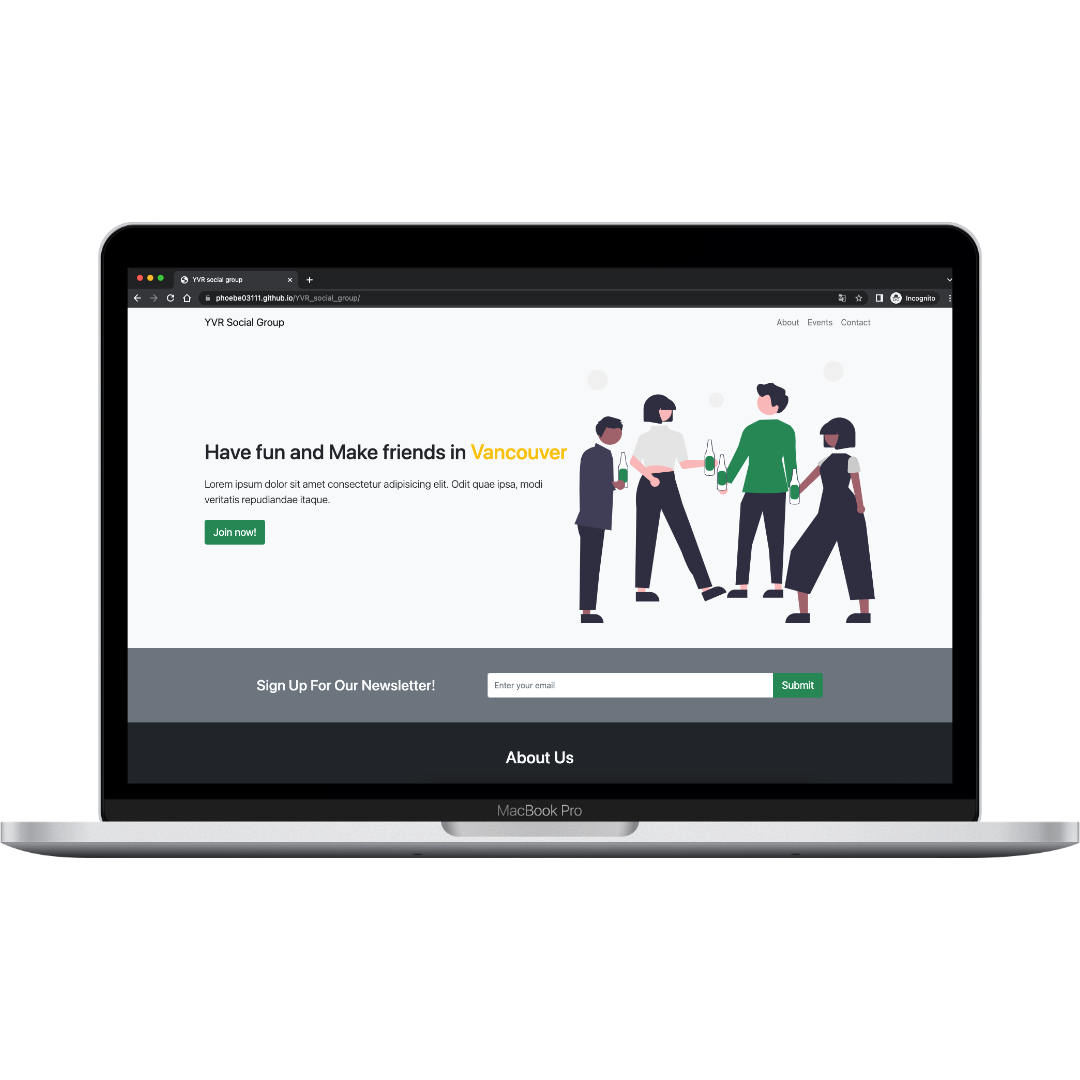 YVR social group
phoebe03111.github.io/YVR_social_group/
Incognito
YVR Social Group
About Events Contact
Have fun and Make friends in Vancouver
Lorem ipsum dolor sit amet consectetur adipisicing elit. Odit quae ipsa, modi
veritatis repudiandae itaque.
Join now!
Sign Up For Our Newsletter!
Enter your email
Submit
About Us
MacBook Pro